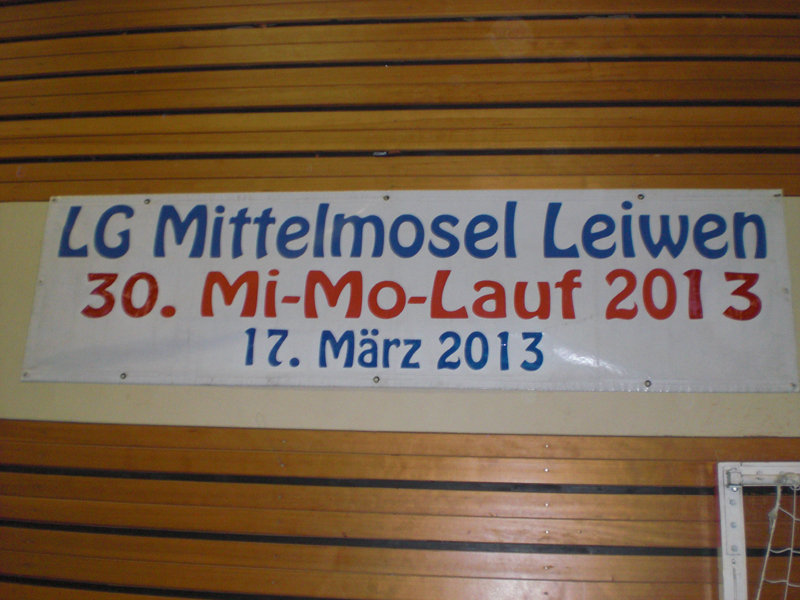 LG Mittelmosel Leiwen
30. Mi-Mo-Lauf 2013
17. März 2013